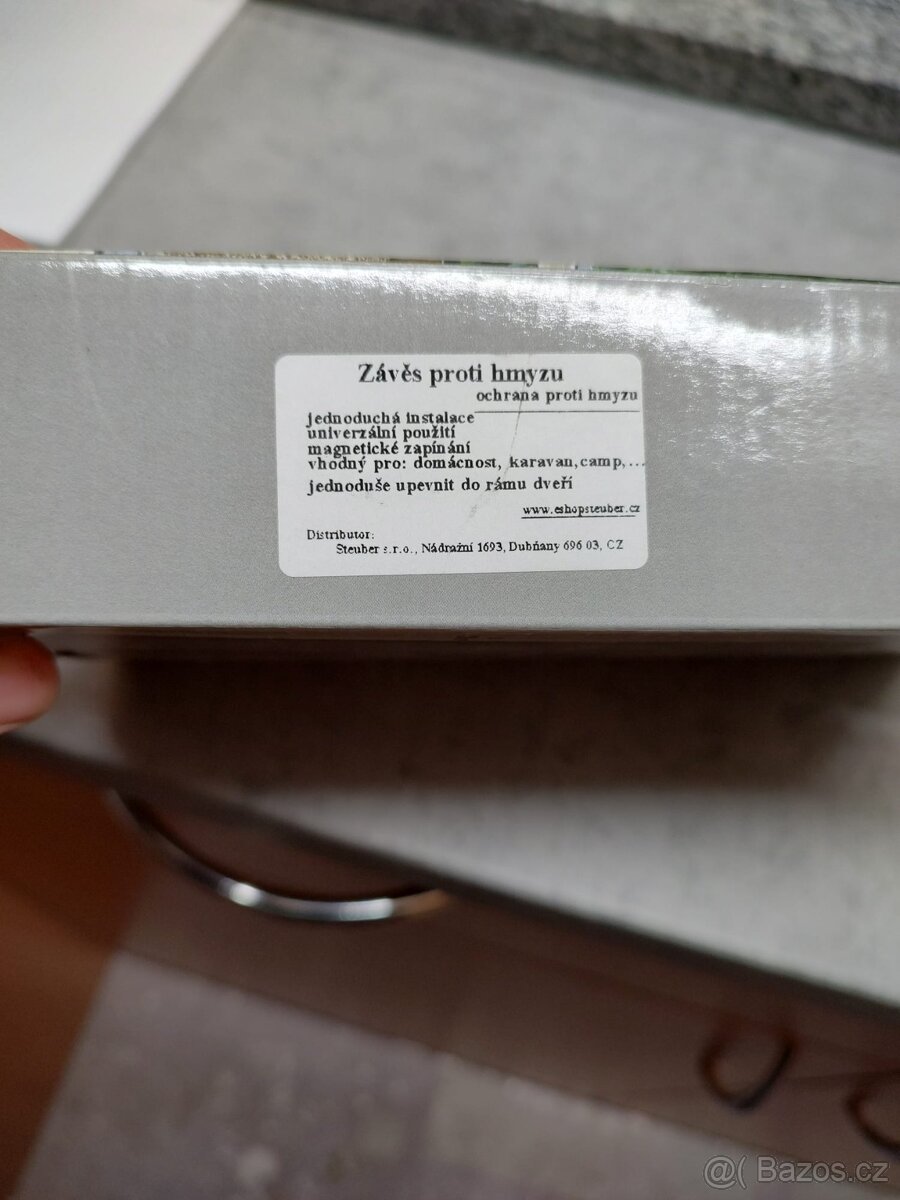 Závěs proti hmyzu
ochrana proti hmyzu
jednoduchá instalace
univerzální použití
magnetické zapínání
vhodný pro: domácnost, karavan,camp,...
jednoduše upevnit do rámu dveří
www.eshopsteuber.cz
Distributor:
Steuber s.r.o., Nádražní 1693, Dubňany 696 03, CZ
@( Bazos.cz